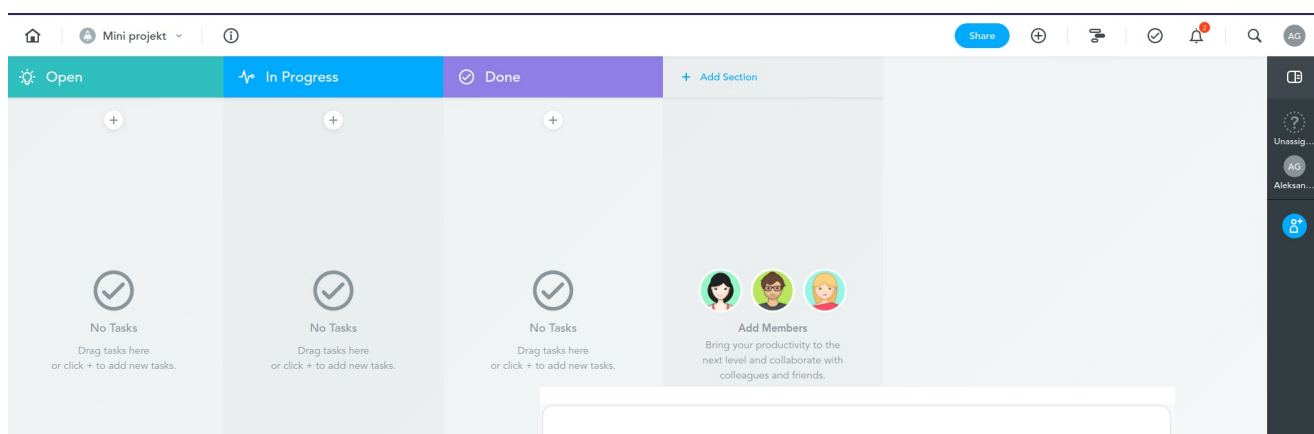 Mini projekt
Share
2
AG
Open
In Progress
Done
+ Add Section
Unassig...
AG
Aleksan...
No Tasks
Drag tasks here
or click + to add new tasks.
No Tasks
Drag tasks here
or click + to add new tasks.
No Tasks
Drag tasks here
or click + to add new tasks.
Add Members
Bring your productivity to the
next level and collaborate with
colleagues and friends.